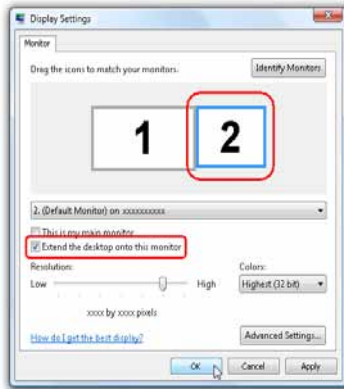 Display Settings
Monitor
Drag the icons to match your monitors.
Identify Monitors
1
2
2. (Default Monitor) on xxxxxxxxxx
This is my main monitor
Extend the desktop onto this monitor
Resolution:
Colors:
Low
High
Highest (32 bit)
xxxx by xxxx pixels
How do I get the best display?
Advanced Settings...
OK
Cancel
Apply